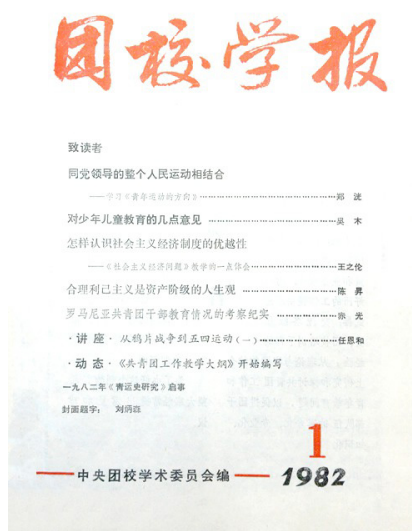 团校学报
致读者
同党领导的整个人民运动相结合
——学习《青年运动的方向》……郑洸
对少年儿童教育的几点意见……吴木
怎样认识社会主义经济制度的优越性
——《社会主义经济问题》教学的一点体会……王之伦
合理利己主义是资产阶级的人生观……陈昇
罗马尼亚共青团干部教育情况的考察纪实……光
·讲座·从鸦片战争到五四运动(一)……任恩和
·动态·《共青团工作教学大纲》开始编写
一九八二年《青运史研究》启事
封面题字: 刘炳森
1
中央团校学术委员会编
1982